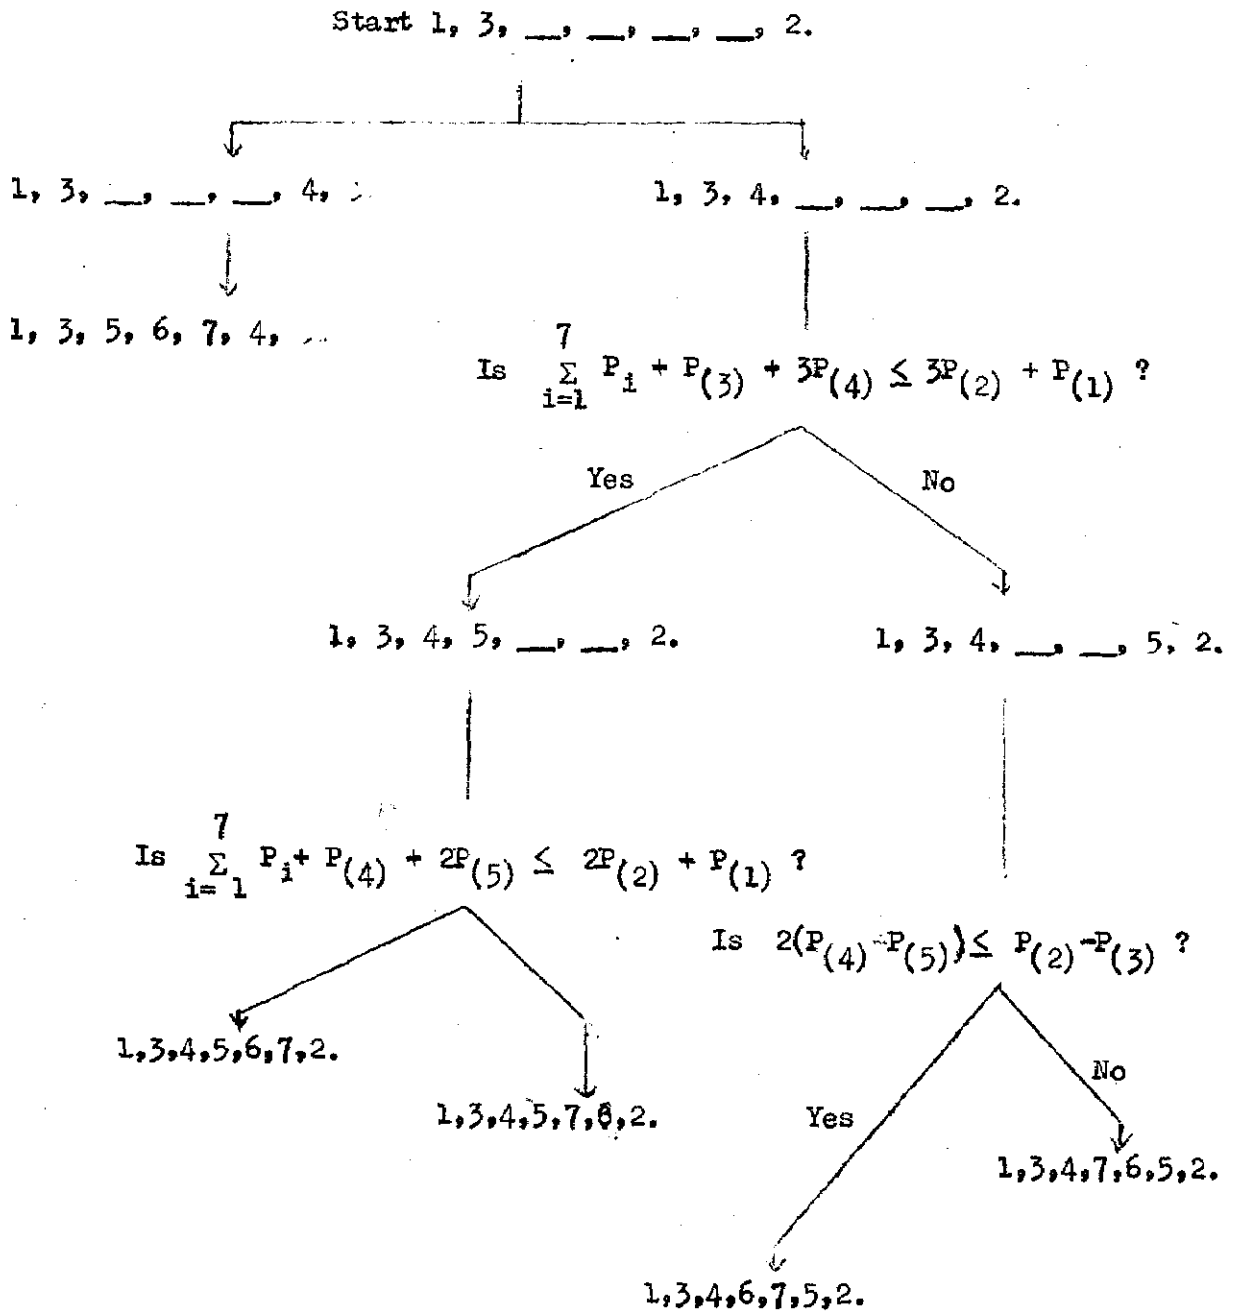 Start 1, 3, __, __, __, __, 2.
1, 3, __, __, __, 4,
1, 3, 4, __, __, __, 2.
1, 3, 5, 6, 7, 4,
Is 7 Σ i=1 P_i + P_(3) + 3P_(4) ≤ 3P_(2) + P_(1) ?
Yes
No
1, 3, 4, 5, __, __, 2.
1, 3, 4, __, __, 5, 2.
Is 7 Σ i= 1 P_i+ P_(4) + 2P_(5) ≤ 2P_(2) + P_(1) ?
Is 2(P_(4)-P_(5))≤ P_(2)-P_(3) ?
1,3,4,5,6,7,2.
1,3,4,5,7,6,2.
Yes
No
1,3,4,7,6,5,2.
1,3,4,6,7,5,2.